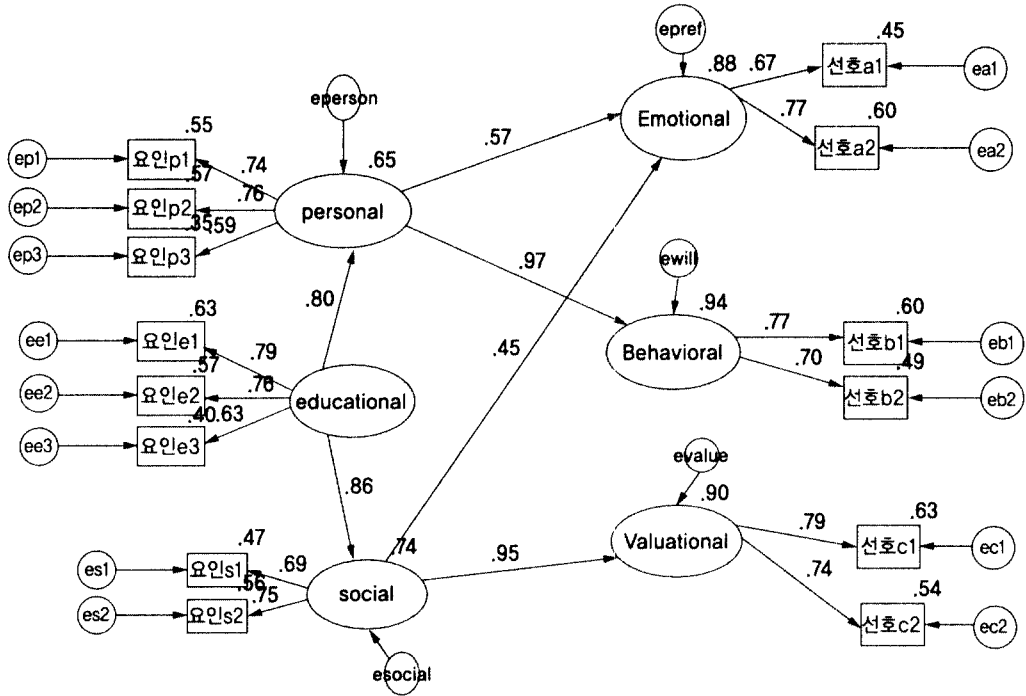 epref
.45
.88 .67
선호a1
ea1
eperson
Emotional
.77
.60
선호a2
ea2
.55
.57
ep1
요인p1
.74
.65
.57
ep2
요인p2
.76
personal
.35
.59
ep3
요인p3
.97
ewill
.94
.80
.63
.60
ee1
요인e1
.79
.77
선호b1
eb1
.45
Behavioral
.57
.70
.49
ee2
요인e2
.76
educational
선호b2
eb2
.40
.63
ee3
요인e3
evalue
.86
.90
.63
.79
선호c1
ec1
.47
.74
.95
Valuational
es1
요인s1
.69
.74
.56
.75
social
.54
es2
요인s2
선호c2
ec2
esocial